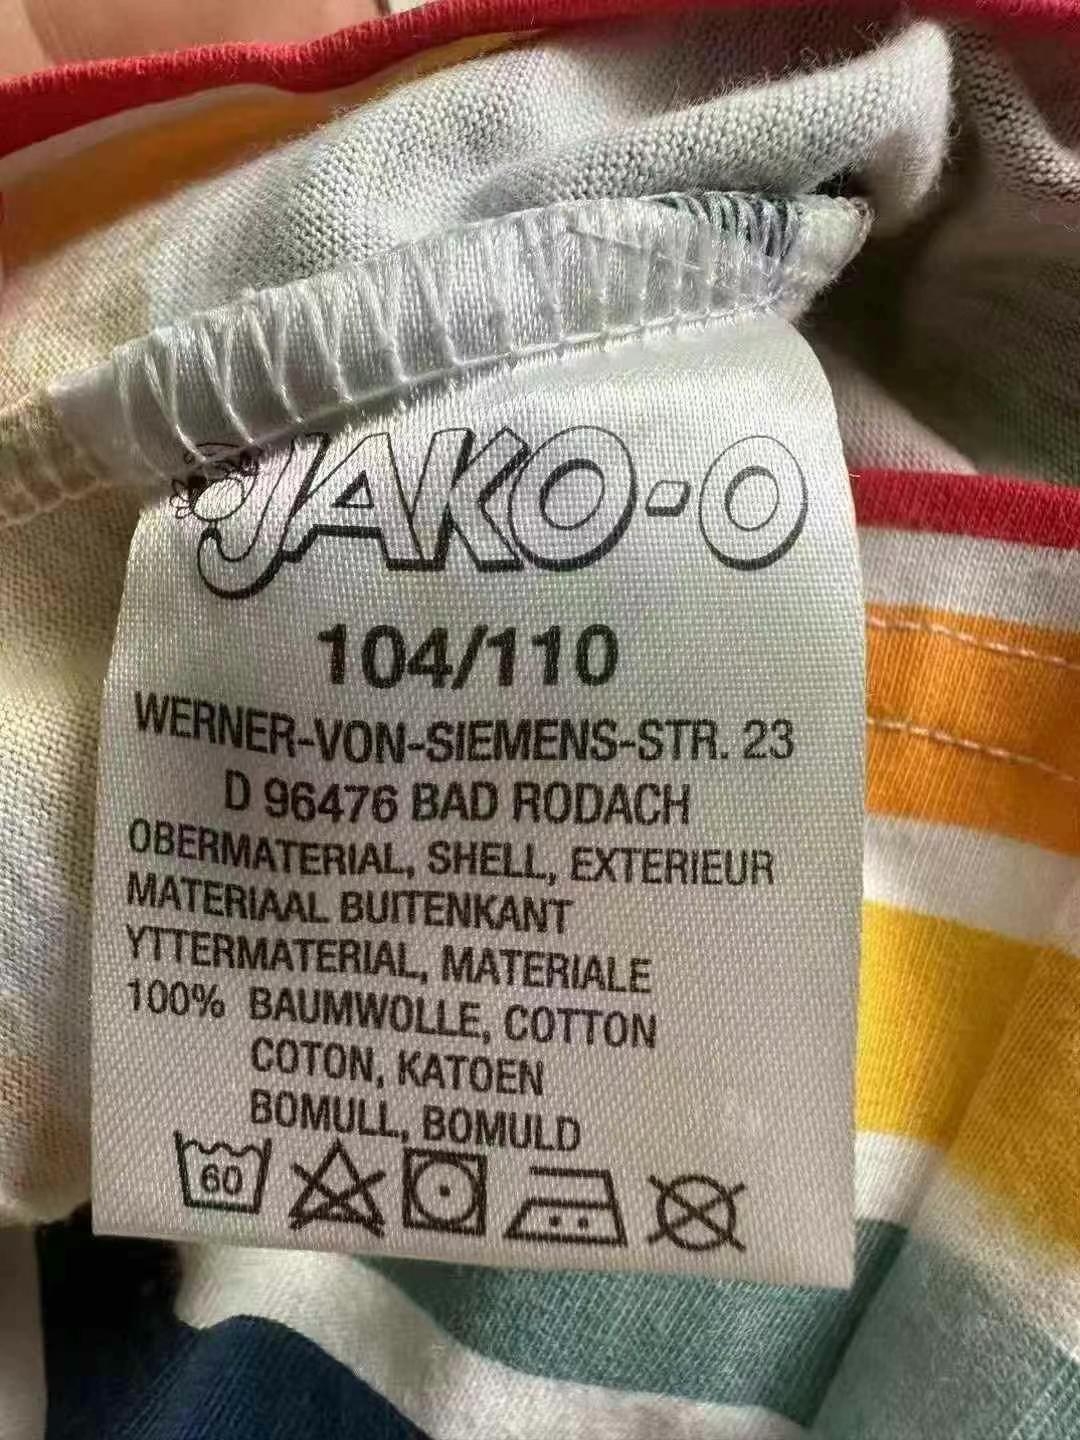 JAKO-O
104/110
WERNER-VON-SIEMENS-STR. 23
D 96476 BAD RODACH
OBERMATERIAL, SHELL, EXTERIEUR
MATERIAAL BUITENKANT
YTTERMATERIAL, MATERIALE
100% BAUMWOLLE, COTTON
COTON, KATOEN
BOMULL, BOMULD
60